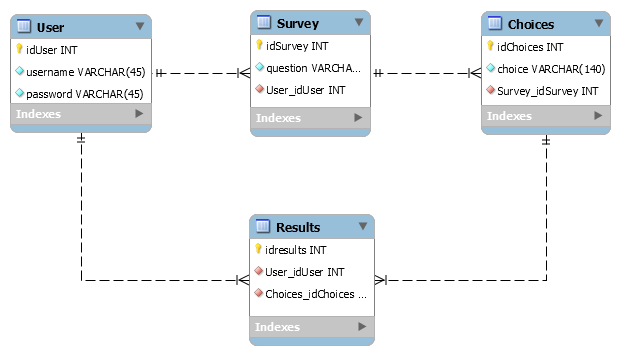 User
idUser INT
username VARCHAR(45)
password VARCHAR(45)
Indexes
Survey
idSurvey INT
question VARCHA...
User_idUser INT
Indexes
Choices
idChoices INT
choice VARCHAR(140)
Survey_idSurvey INT
Indexes
Results
idresults INT
User_idUser INT
Choices_idChoices ...
Indexes